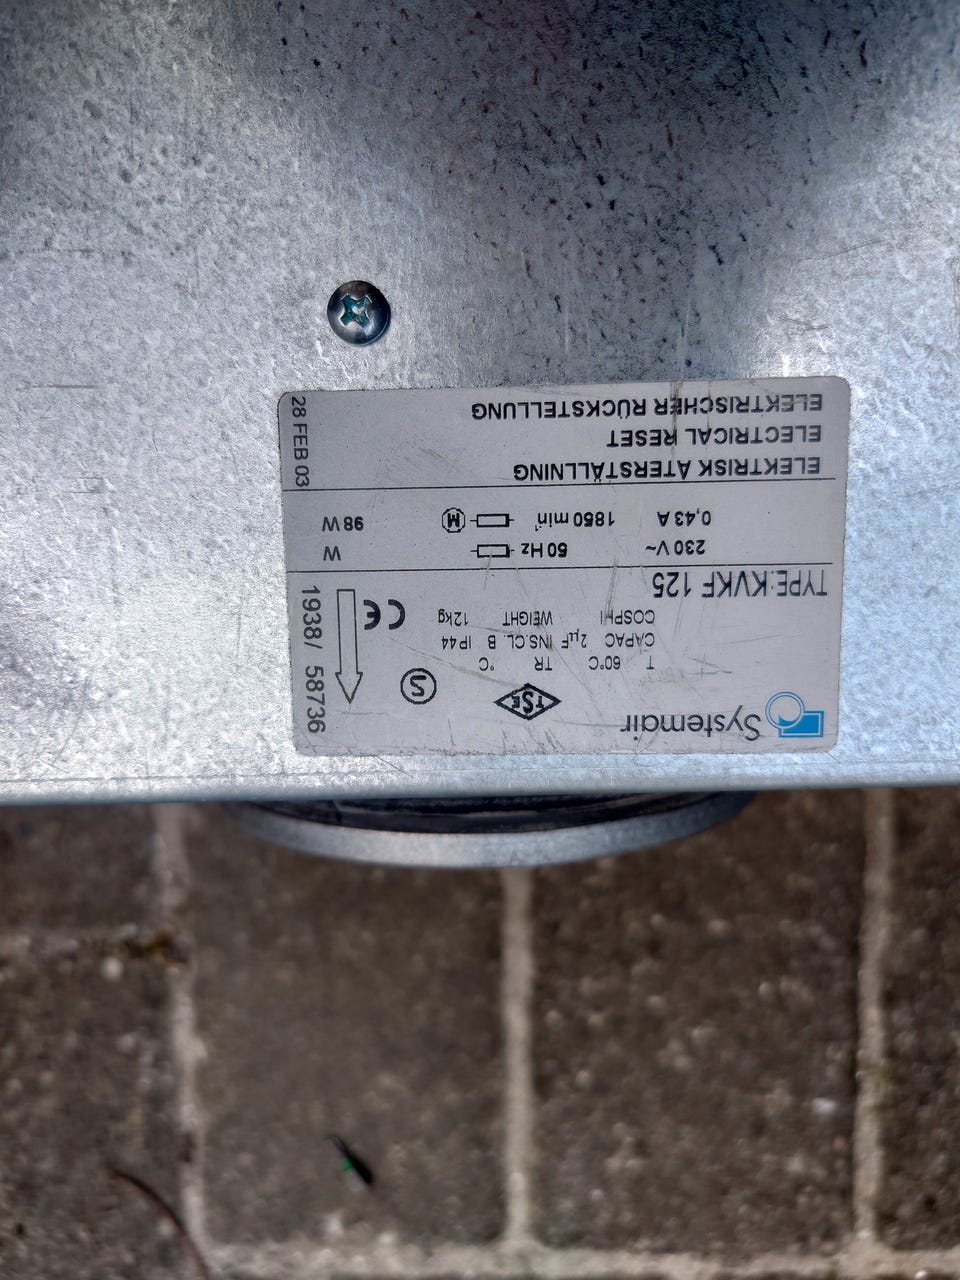 Systemair
TSE
S
T 60°C TR °C
CAPAC 2µF INS.CL. B IP44
COSPHI WEIGHT 12kg
CE
TYPE:KVKF 125
230 V~ 50 Hz W
0,43 A 1850 min⁻¹ M 98 W
ELEKTRISK ÅTERSTÄLLNING
ELECTRICAL RESET
ELEKTRISCHER RÜCKSTELLUNG
1938/ 58736
28 FEB 03